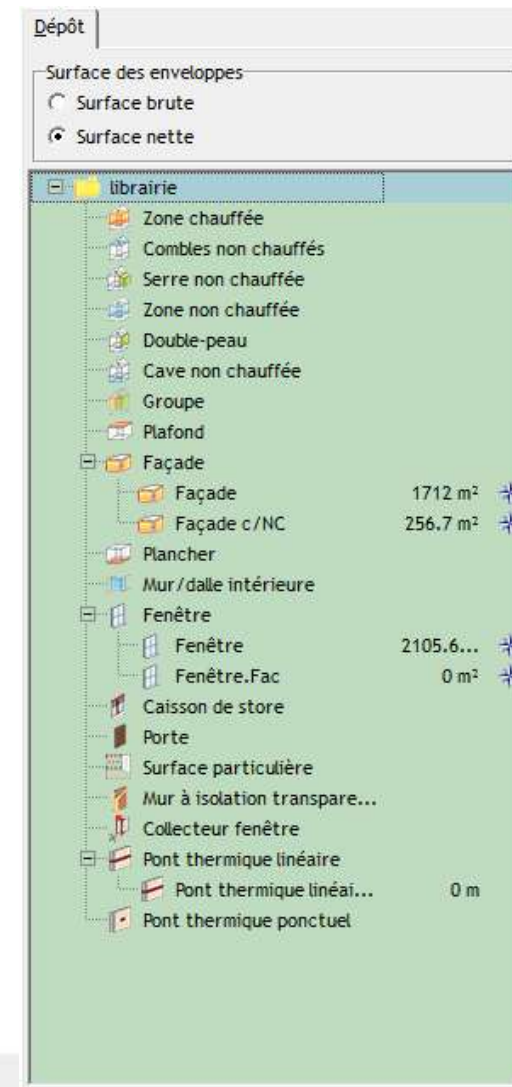 Dépôt
Surface des enveloppes
Surface brute
Surface nette
librairie
Zone chauffée
Combles non chauffés
Serre non chauffée
Zone non chauffée
Double-peau
Cave non chauffée
Groupe
Plafond
Façade
Façade 1712 m²
Façade c/NC 256.7 m²
Plancher
Mur/dalle intérieure
Fenêtre
Fenêtre 2105.6...
Fenêtre.Fac 0 m²
Caisson de store
Porte
Surface particulière
Mur à isolation transpare...
Collecteur fenêtre
Pont thermique linéaire
Pont thermique linéai... 0 m
Pont thermique ponctuel